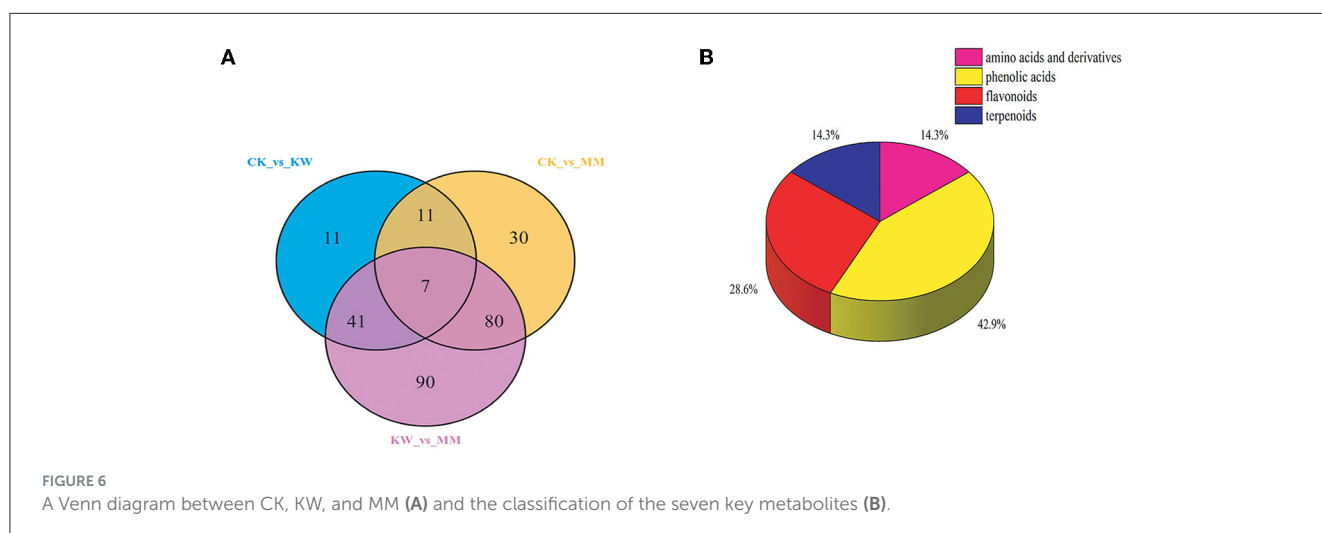 A
B
amino acids and derivatives
phenolic acids
flavonoids
terpenoids
CK_vs_KW
CK_vs_MM
11
11
30
7
41
80
90
KW_vs_MM
14.3%
14.3%
28.6%
42.9%
FIGURE 6
A Venn diagram between CK, KW, and MM (A) and the classification of the seven key metabolites (B).